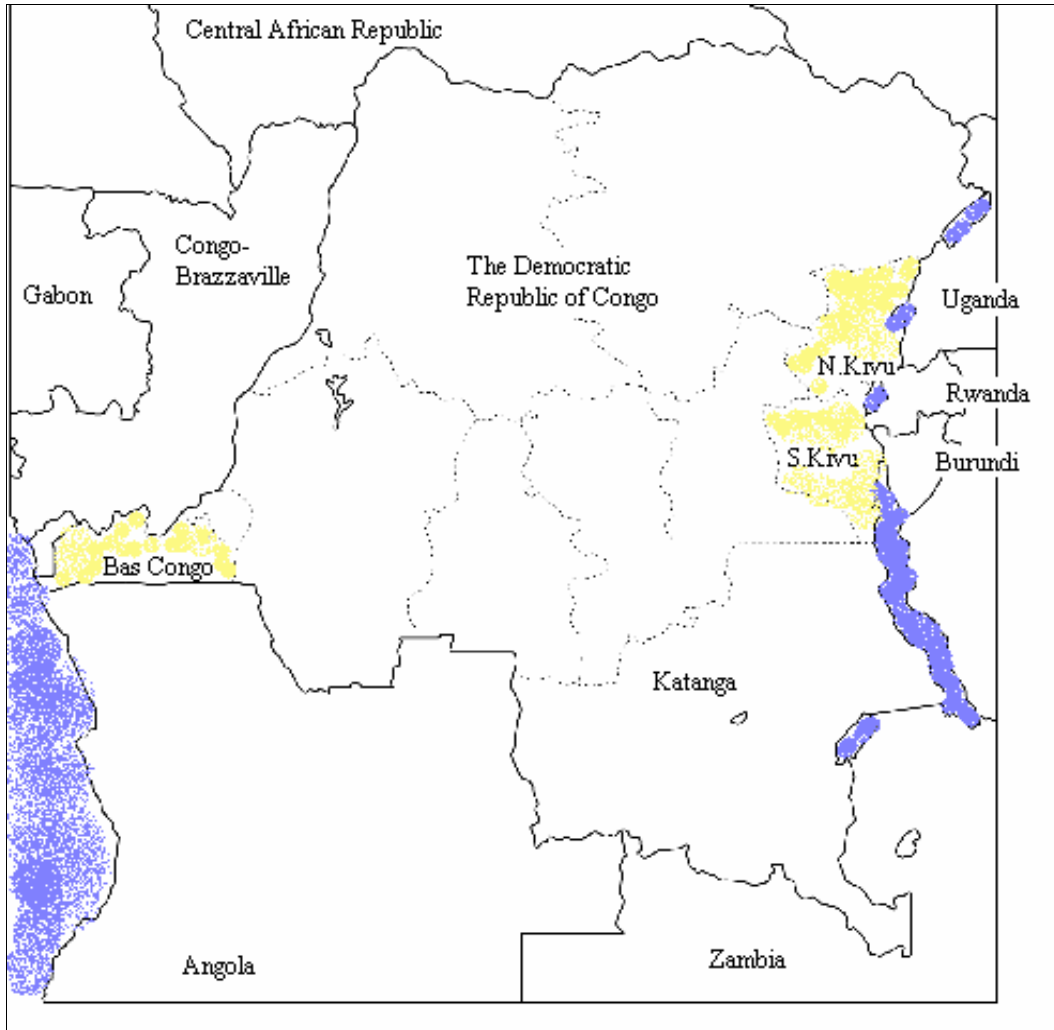 Central African Republic
Congo-
Brazzaville
The Democratic
Republic of Congo
Gabon
Uganda
N.Kivu
Rwanda
S.Kivu
Burundi
Bas Congo
Katanga
Angola
Zambia